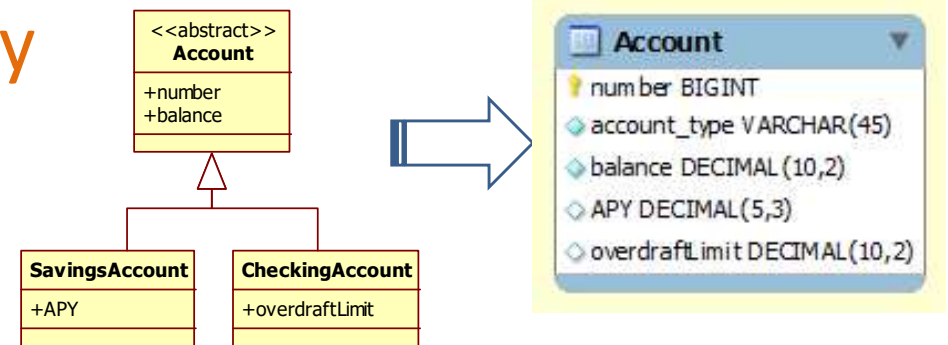 y
<<abstract>>
Account
+number
+balance
SavingsAccount
+APY
CheckingAccount
+overdraftLimit
Account
number BIGINT
account_type VARCHAR(45)
balance DECIMAL(10,2)
APY DECIMAL(5,3)
overdraftLimit DECIMAL(10,2)